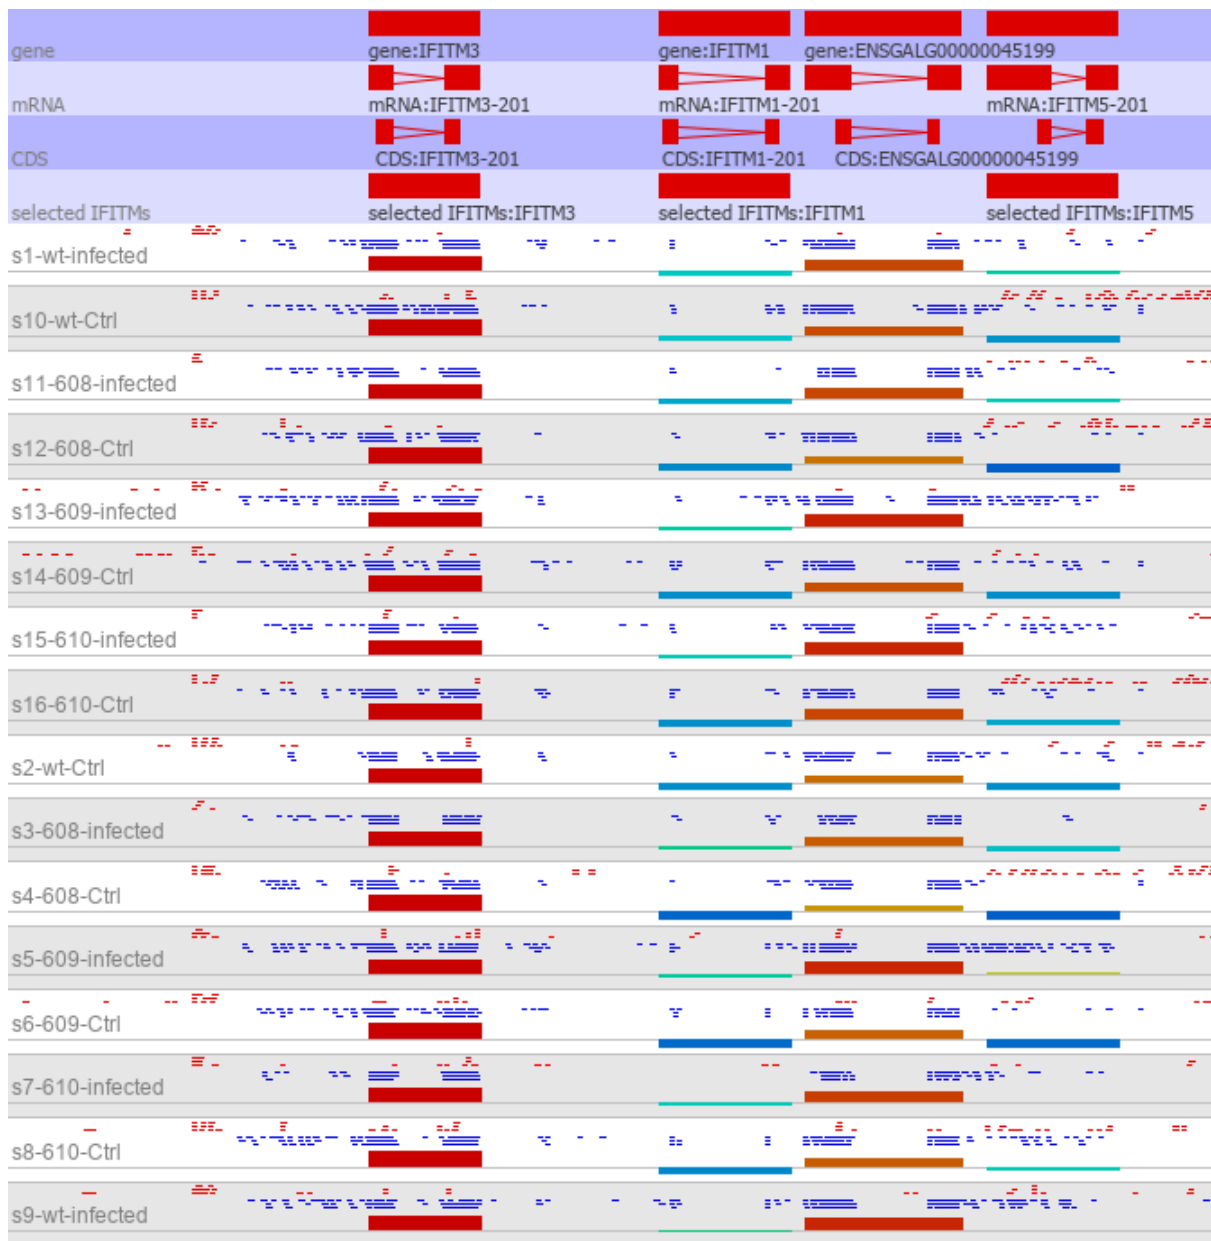 gene gene:IFITM3 gene:IFITM1 gene:ENSGALG00000045199
mRNA mRNA:IFITM3-201 mRNA:IFITM1-201 mRNA:IFITM5-201
CDS CDS:IFITM3-201 CDS:IFITM1-201 CDS:ENSGALG00000045199
selected IFITMs selected IFITMs:IFITM3 selected IFITMs:IFITM1 selected IFITMs:IFITM5
s1-wt-infected
s10-wt-Ctrl
s11-608-infected
s12-608-Ctrl
s13-609-infected
s14-609-Ctrl
s15-610-infected
s16-610-Ctrl
s2-wt-Ctrl
s3-608-infected
s4-608-Ctrl
s5-609-infected
s6-609-Ctrl
s7-610-infected
s8-610-Ctrl
s9-wt-infected